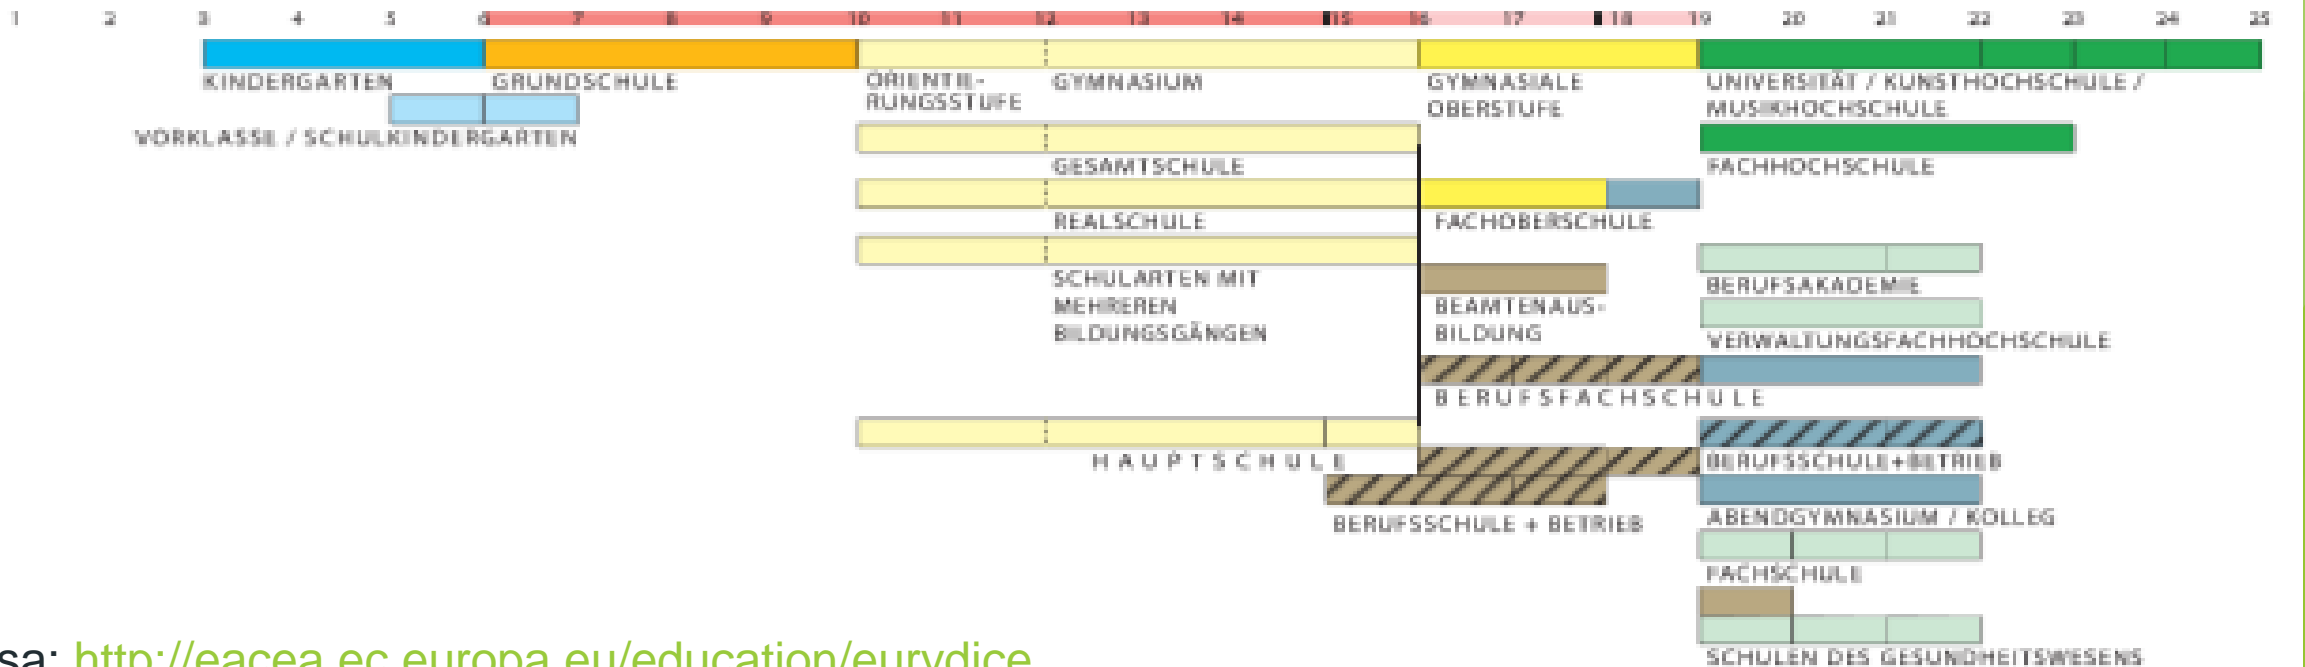 1 2 3 4 5 6 7 8 9 10 11 12 13 14 15 16 17 18 19 20 21 22 23 24 25
KINDERGARTEN
GRUNDSCHULE
ORIENTIE-
RUNGSSTUFE
GYMNASIUM
GYMNASIALE
OBERSTUFE
UNIVERSITÄT / KUNSTHOCHSCHULE /
MUSIKHOCHSCHULE
VORKLASSE / SCHULKINDERGARTEN
GESAMTSCHULE
FACHHOCHSCHULE
REALSCHULE
FACHOBERSCHULE
SCHULARTEN MIT
MEHREREN
BILDUNGSGÄNGEN
BEAMTENAUS-
BILDUNG
BERUFSAKADEMIE
VERWALTUNGSFACHHOCHSCHULE
BERUFSFACHSCHULE
HAUPTSCHULE
BERUFSSCHULE+BETRIEB
BERUFSSCHULE + BETRIEB
ABENDGYMNASIUM / KOLLEG
FACHSCHULE
SCHULEN DES GESUNDHEITSWESENS
sa: http://eacea.ec.europa.eu/education/eurydice